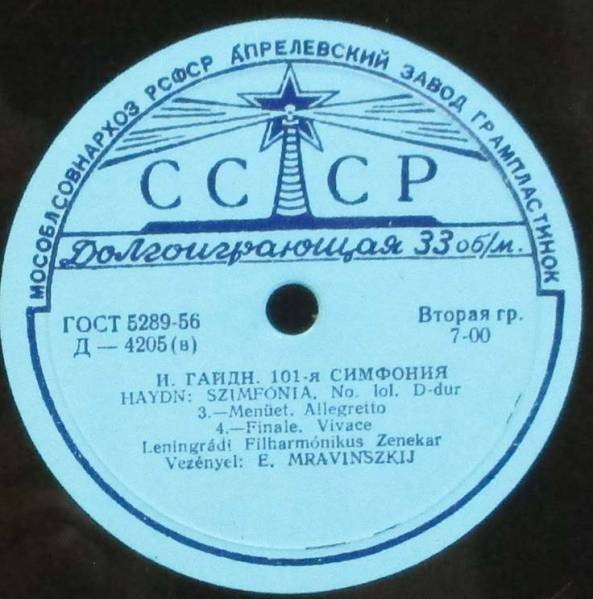 МОСОБЛСОВНАРХОЗ РСФСР АПРЕЛЕВСКИЙ ЗАВОД ГРАМПЛАСТИНОК
СССР
Долгоиграющая 33 об/м.
ГОСТ 5289-56
Д — 4205 (в)
Вторая гр.
7-00
И. ГАЙДН. 101-я СИМФОНИЯ
HAYDN: SZIMFÓNIA, No. lol. D-dur
3.—Menüet. Allegretto
4.—Finale. Vivace
Leningrádi Filharmónikus Zenekar
Vezényel: E. MRAVINSZKIJ